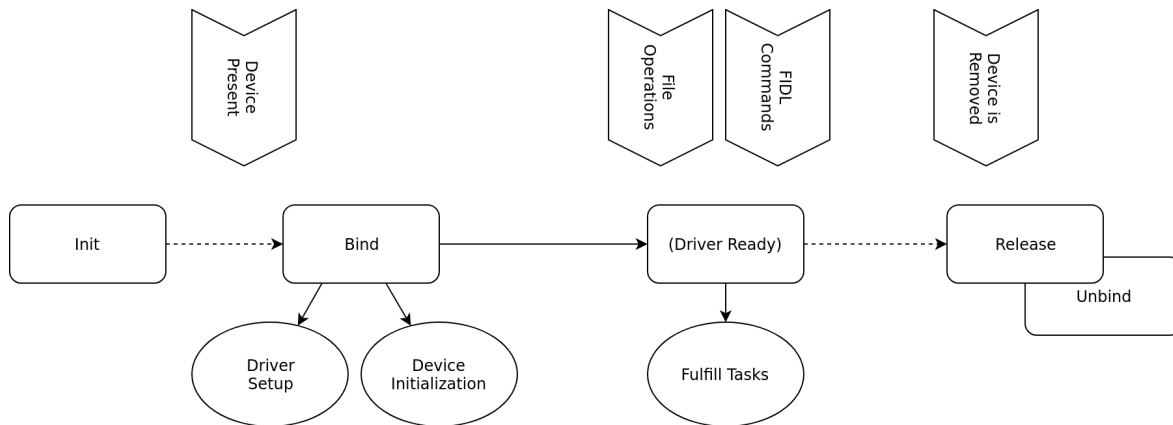 Device
Present
File
Operations
FIDL
Commands
Device is
Removed
Init
Bind
(Driver Ready)
Release
Unbind
Driver
Setup
Device
Initialization
Fulfill Tasks